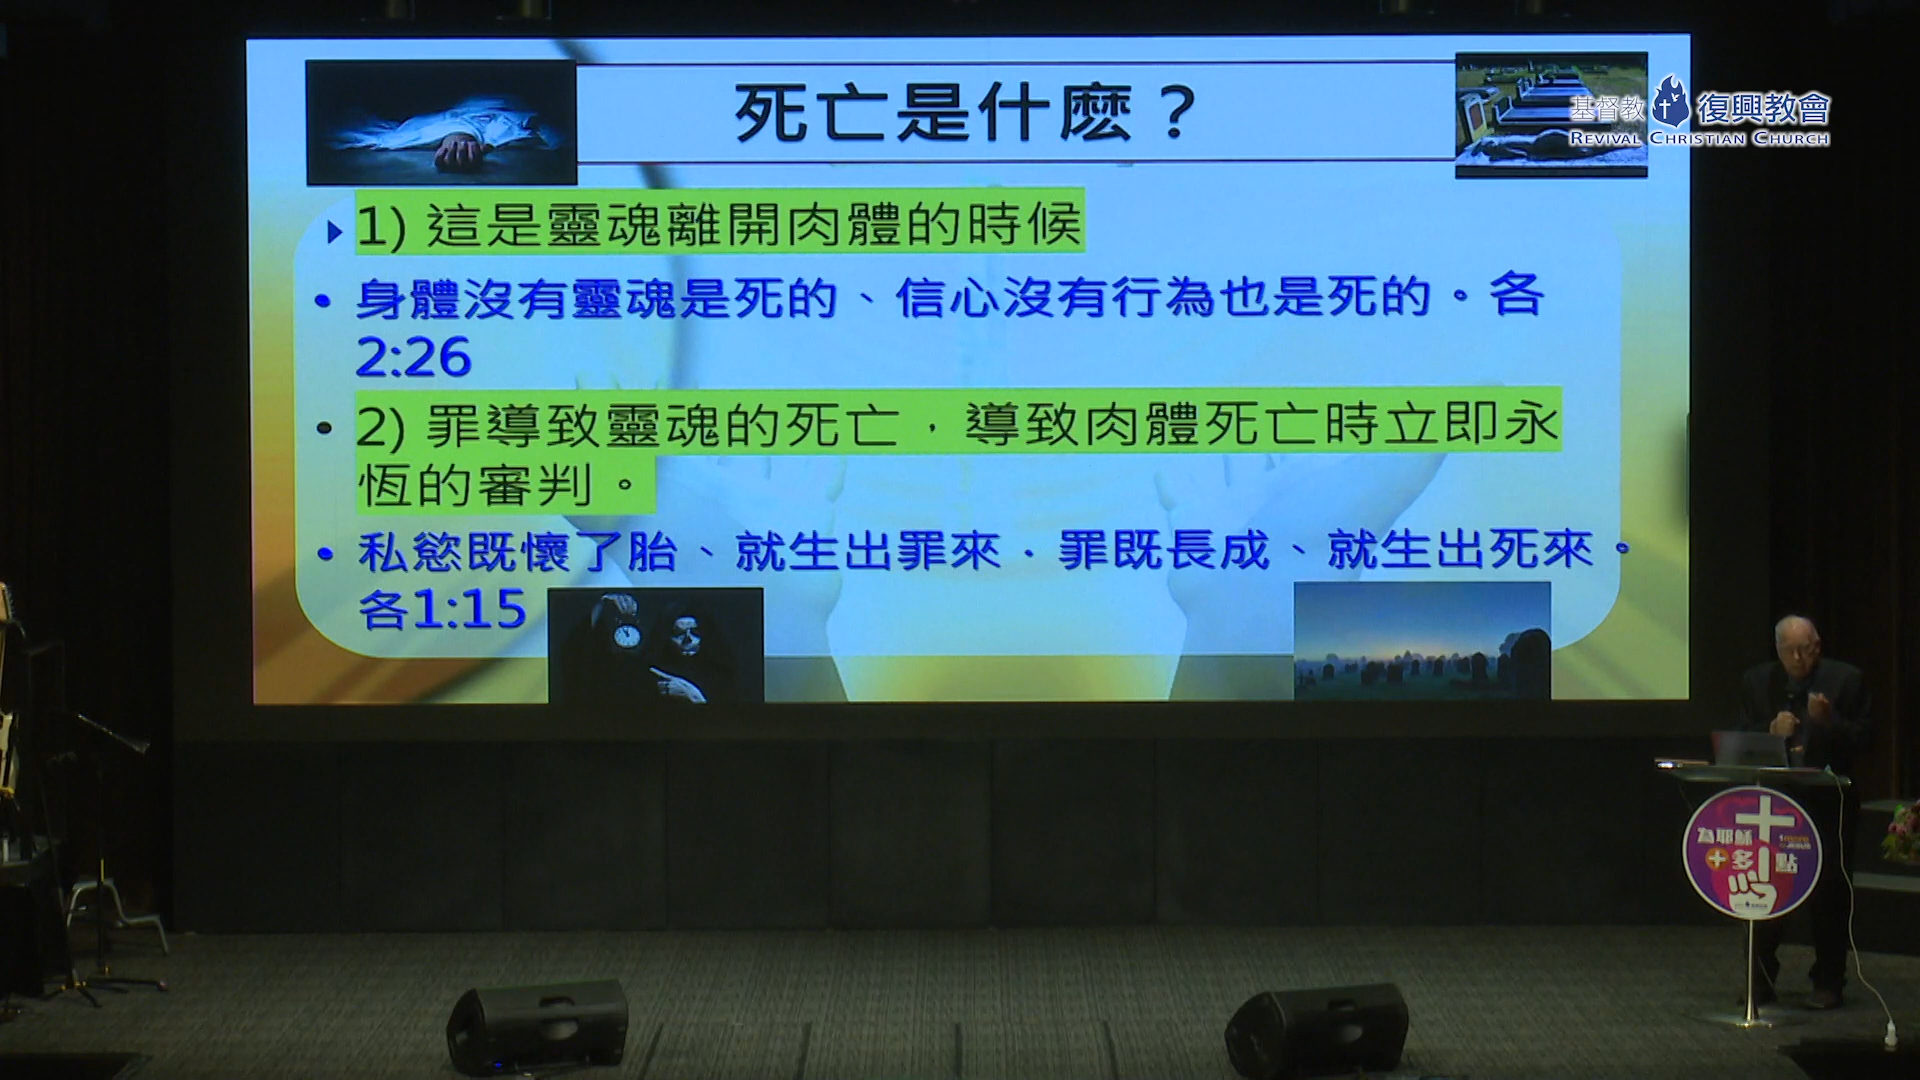 死亡是什麽？
基督教 復興教會
REVIVAL CHRISTIAN CHURCH
1) 這是靈魂離開肉體的時候
身體沒有靈魂是死的、信心沒有行為也是死的。各
2:26
2) 罪導致靈魂的死亡，導致肉體死亡時立即永
恆的審判。
私慾既懷了胎、就生出罪來．罪既長成、就生出死來。
各1:15
為耶穌
多 點